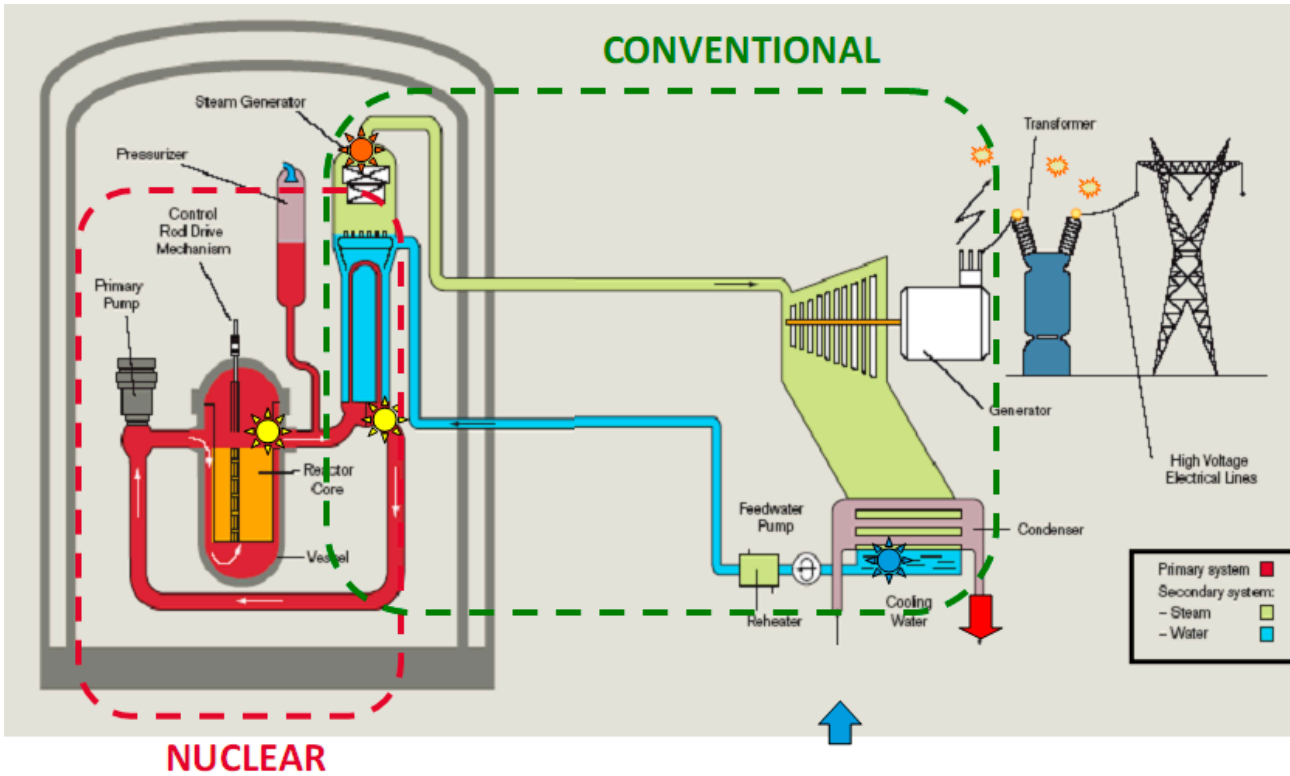 CONVENTIONAL
Steam Generator
Transformer
Pressurizer
Control
Rod Drive
Mechanism
Primary
Pump
Generator
High Voltage
Electrical Lines
Reactor
Core
Feedwater
Pump
Condenser
Vessel
Primary system
Secondary system:
– Steam
– Water
Cooling
Water
Reheater
NUCLEAR